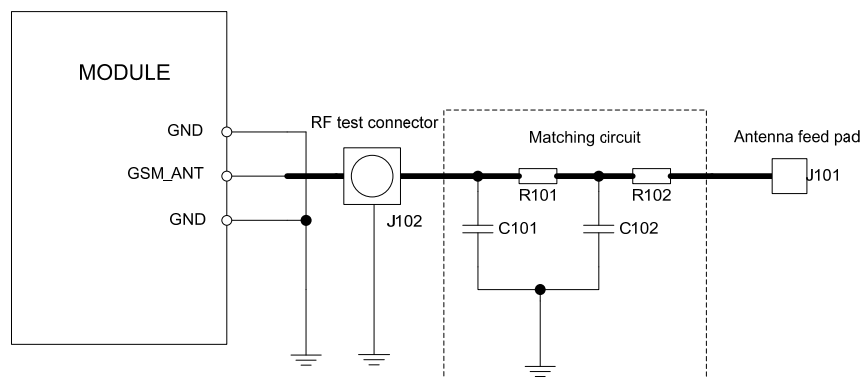 MODULE
GND
GSM_ANT
GND
RF test connector
J102
Matching circuit
R101
R102
C101
C102
Antenna feed pad
J101